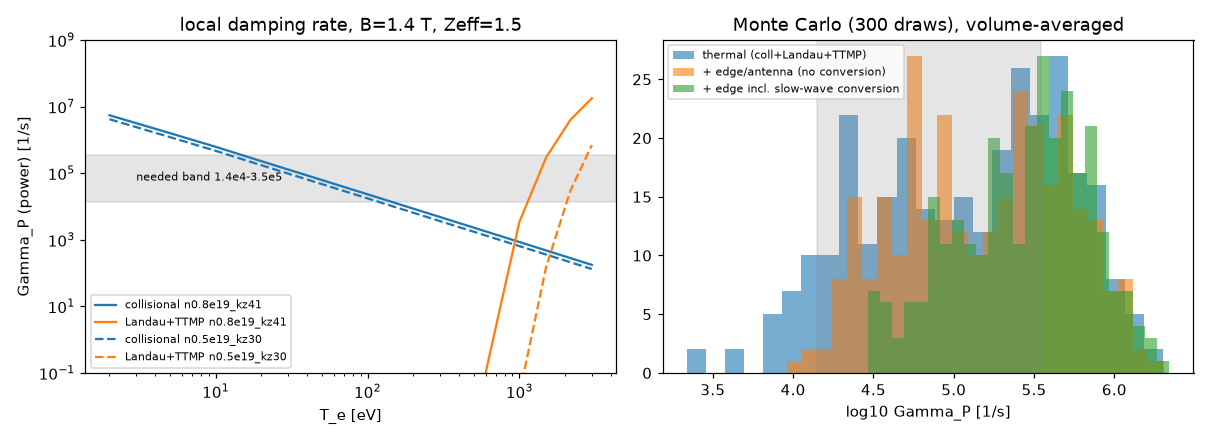 local damping rate, B=1.4 T, Zeff=1.5
Gamma_P (power) [1/s]
10^9
10^7
10^5
10^3
10^1
10^−1
needed band 1.4e4-3.5e5
collisional n0.8e19_kz41
Landau+TTMP n0.8e19_kz41
collisional n0.5e19_kz30
Landau+TTMP n0.5e19_kz30
10^1
10^2
10^3
T_e [eV]
Monte Carlo (300 draws), volume-averaged
thermal (coll+Landau+TTMP)
+ edge/antenna (no conversion)
+ edge incl. slow-wave conversion
25
20
15
10
5
0
3.5
4.0
4.5
5.0
5.5
6.0
log10 Gamma_P [1/s]